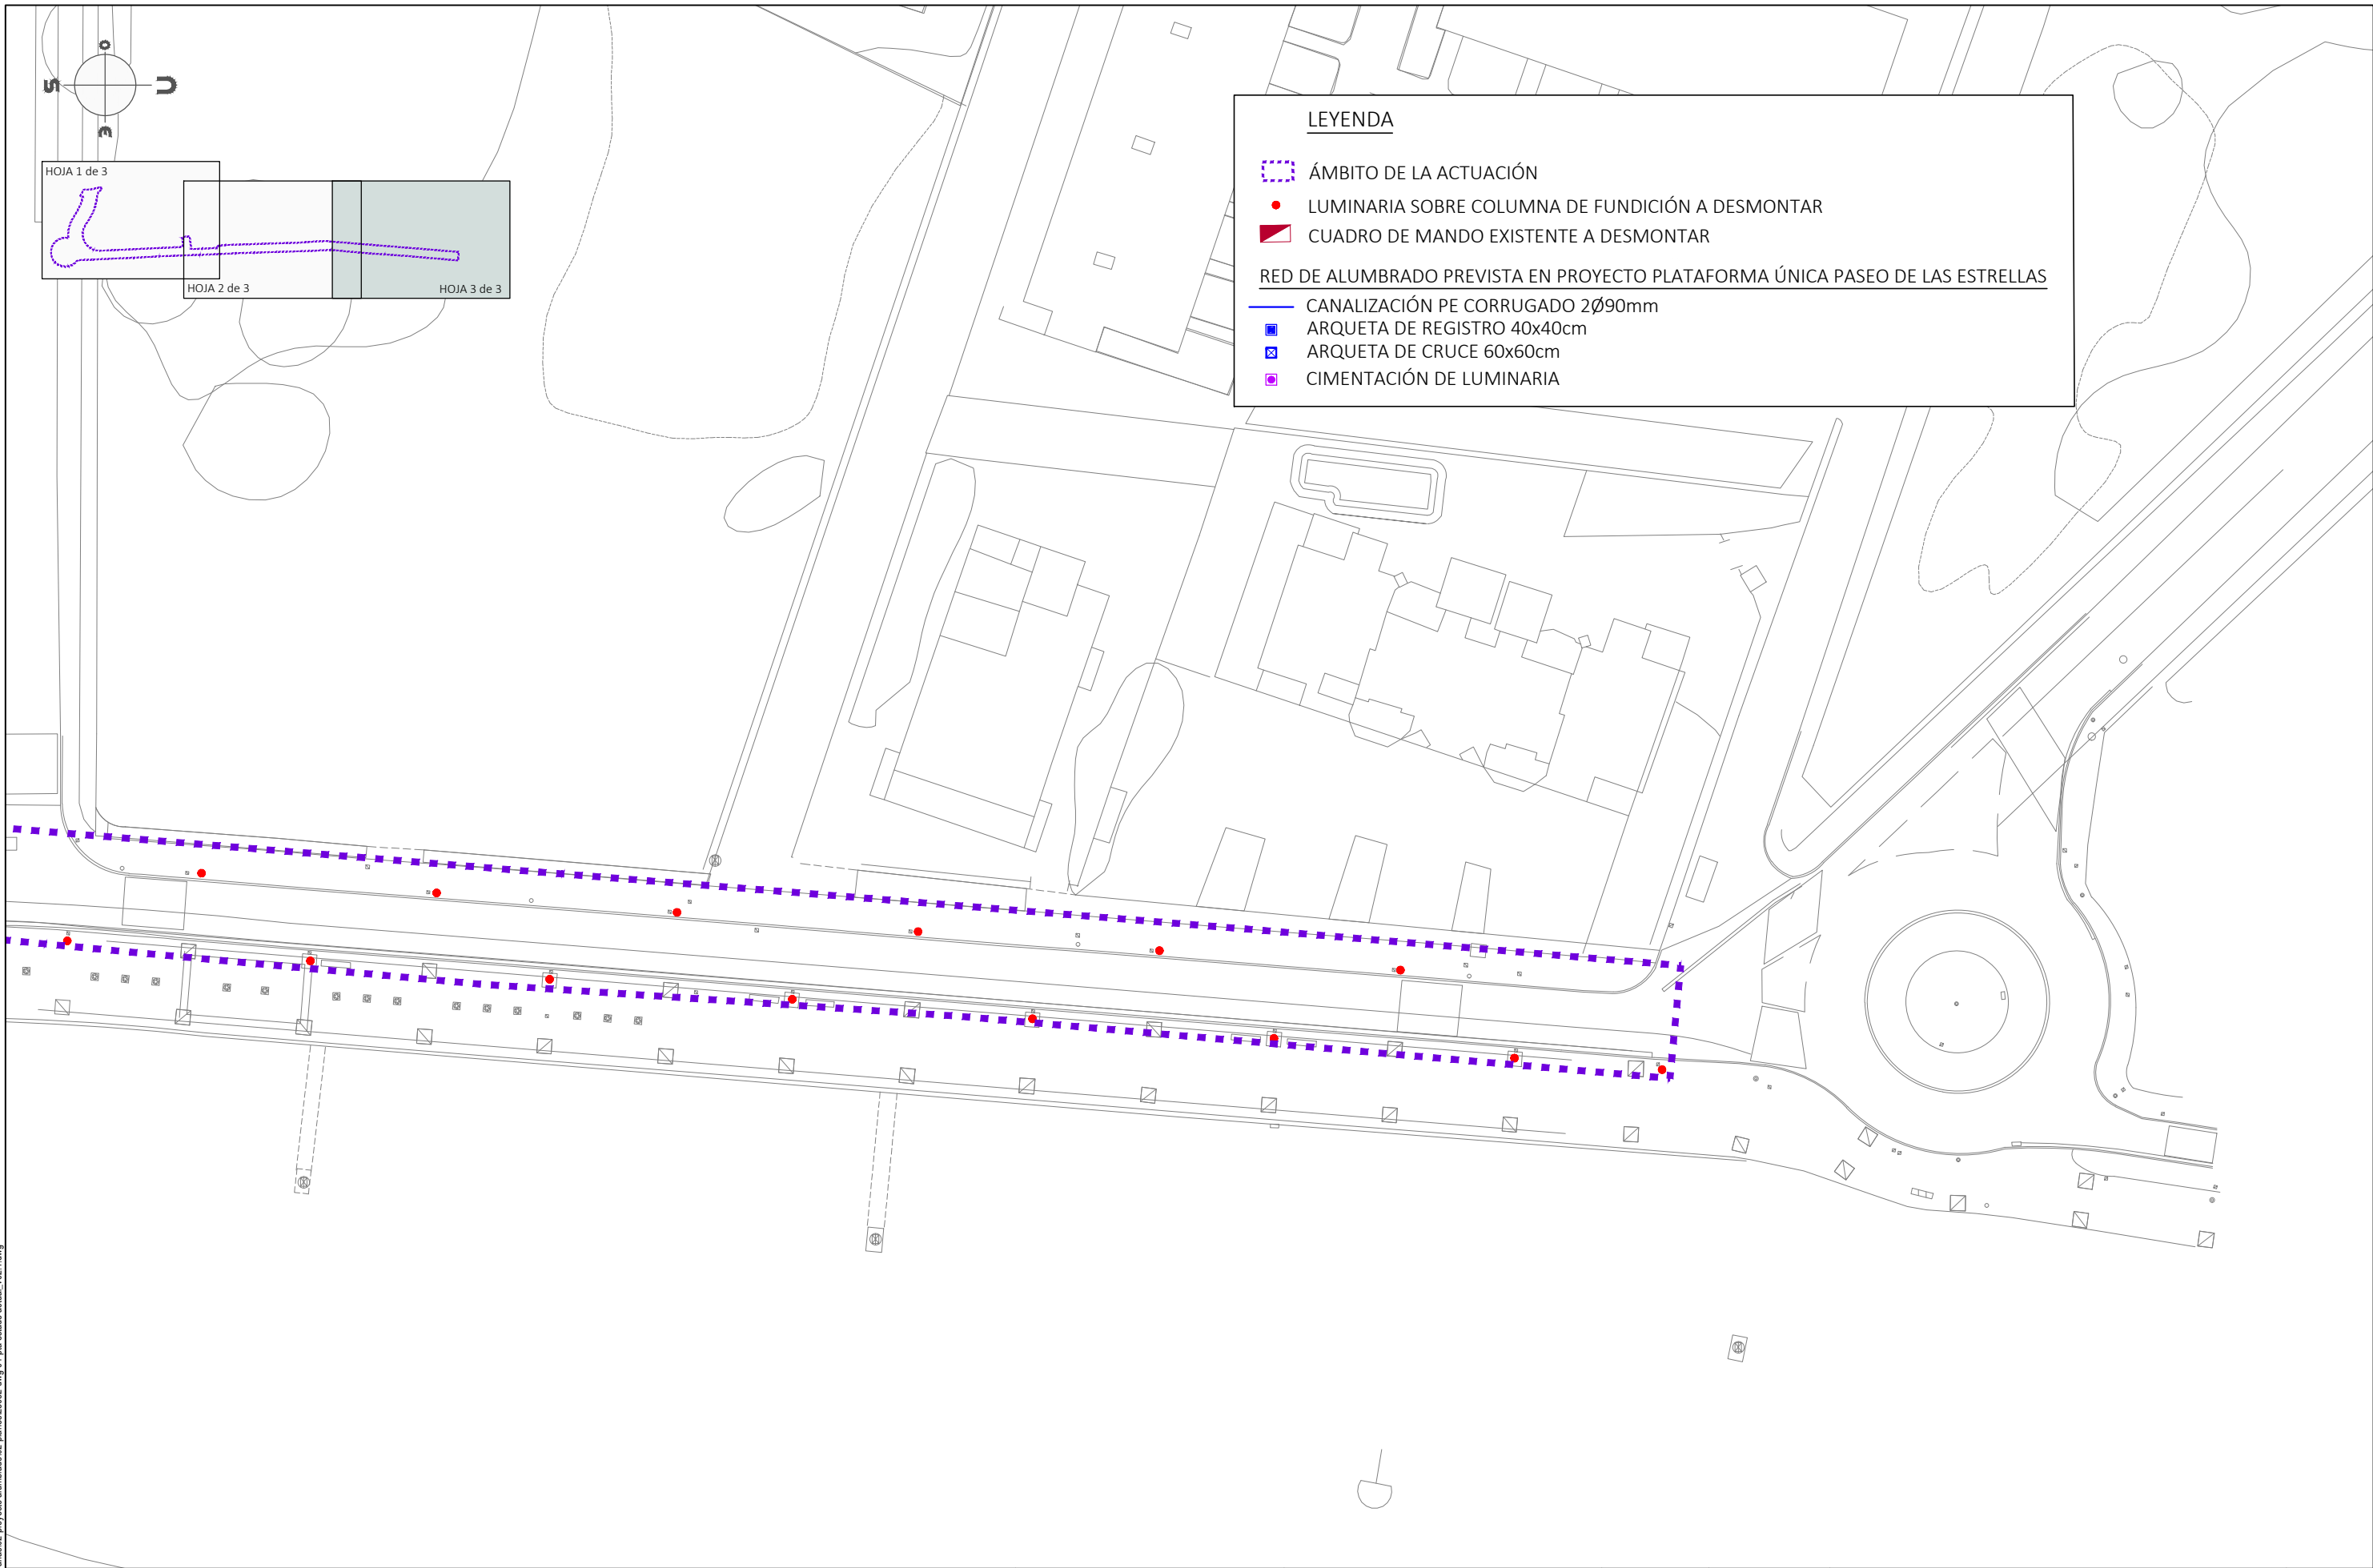 O
S
N
E
HOJA 1 de 3
HOJA 2 de 3
HOJA 3 de 3
LEYENDA
ÁMBITO DE LA ACTUACIÓN
LUMINARIA SOBRE COLUMNA DE FUNDICIÓN A DESMONTAR
CUADRO DE MANDO EXISTENTE A DESMONTAR
RED DE ALUMBRADO PREVISTA EN PROYECTO PLATAFORMA ÚNICA PASEO DE LAS ESTRELLAS
CANALIZACIÓN PE CORRUGADO 2Ø90mm
ARQUETA DE REGISTRO 40x40cm
ARQUETA DE CRUCE 60x60cm
CIMENTACIÓN DE LUMINARIA